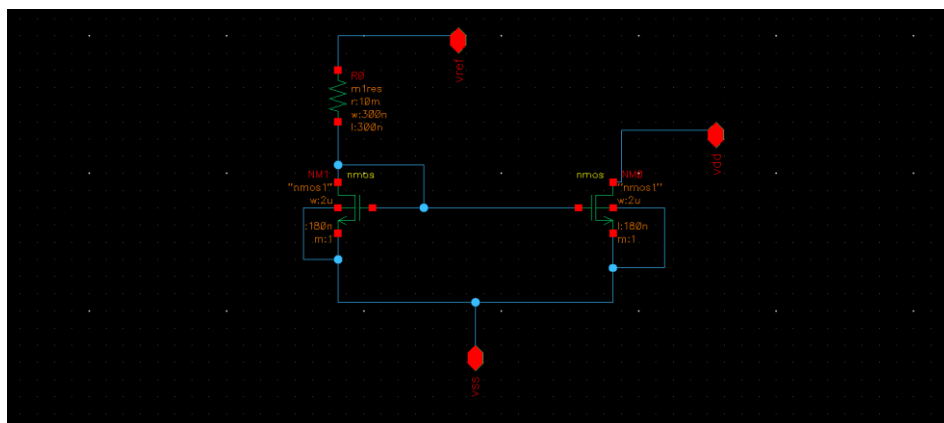 vref
R0
m1res
r:10m
w:300n
l:300n
vdd
NM1
nmos
"nmos1"
w:2u
:180n
m:1
nmos
NM0
"nmos1"
w:2u
l:180n
m:1
vss